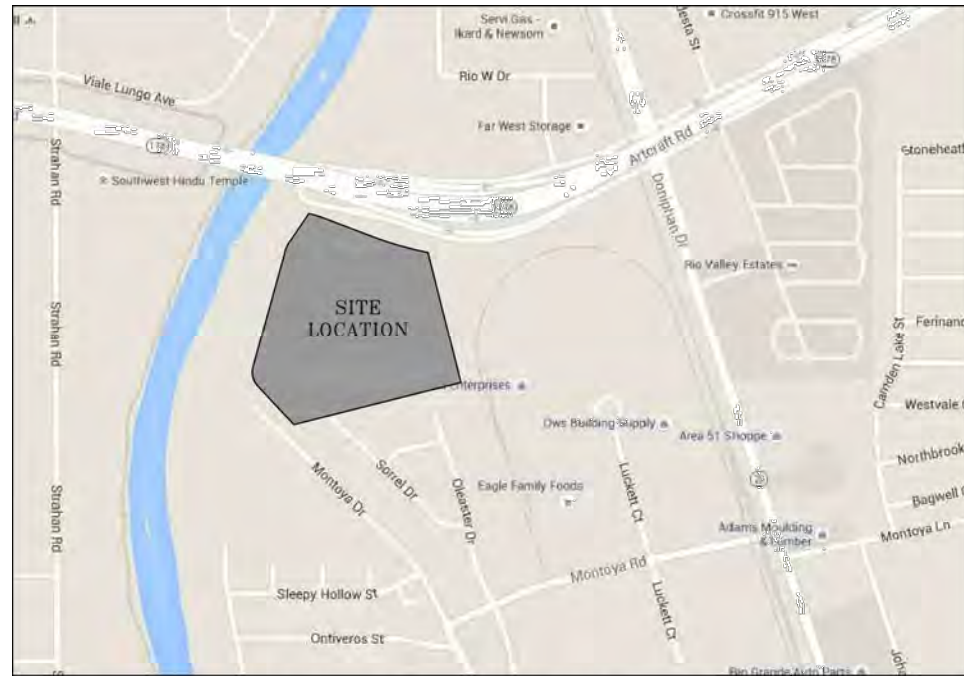 Servi Gas -
Ikard & Newsom
Crossfit 915 West
Rio W Dr
Viale Lungo Ave
Far West Storage
Artcraft Rd
Strahan Rd
Southwest Hindu Temple
Doniphan Dr
Rio Valley Estates
SITE
LOCATION
Strahan Rd
Camden Lake St
Enterprises
Westvale
Dws Building Supply
Area 51 Shoppe
Northbrook
Montoya Dr
Sorrel Dr
Oleaster Dr
Eagle Family Foods
Luckett Ct
Bagwell
Strahan Rd
Adams Moulding
& Lumber
Montoya Ln
Montoya Rd
Sleepy Hollow St
Luckett Ct
Ontiveros St
Rio Grande Auto Parts